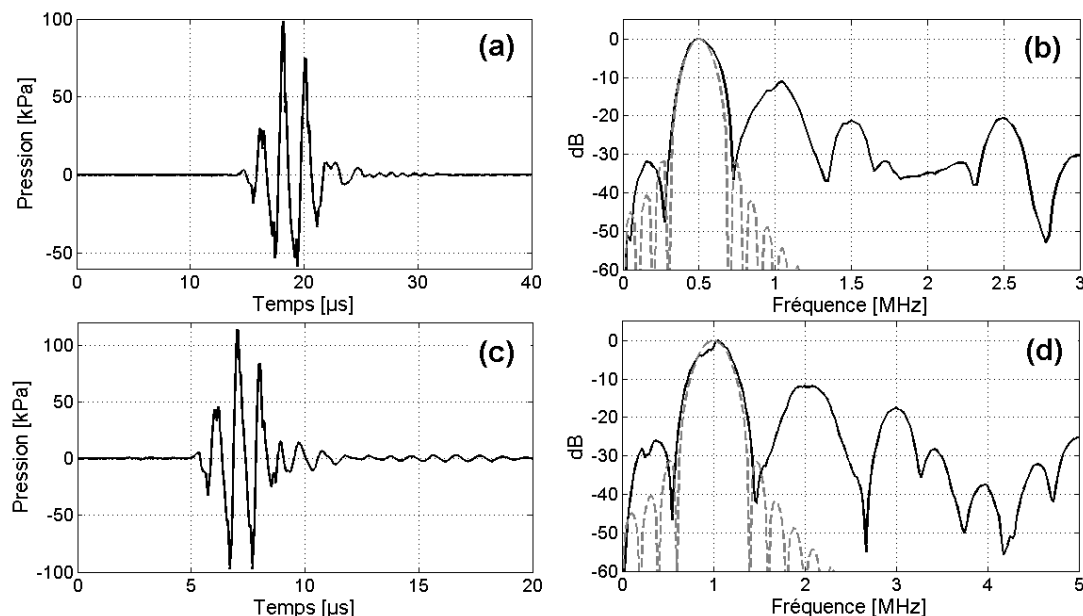 (a)
Pression [kPa]
100
50
0
-50
0 10 20 30 40
Temps [µs]
(b)
dB
0
-10
-20
-30
-40
-50
-60
0 0.5 1 1.5 2 2.5 3
Fréquence [MHz]
(c)
Pression [kPa]
100
50
0
-50
-100
0 5 10 15 20
Temps [µs]
(d)
dB
0
-10
-20
-30
-40
-50
-60
0 1 2 3 4 5
Fréquence [MHz]